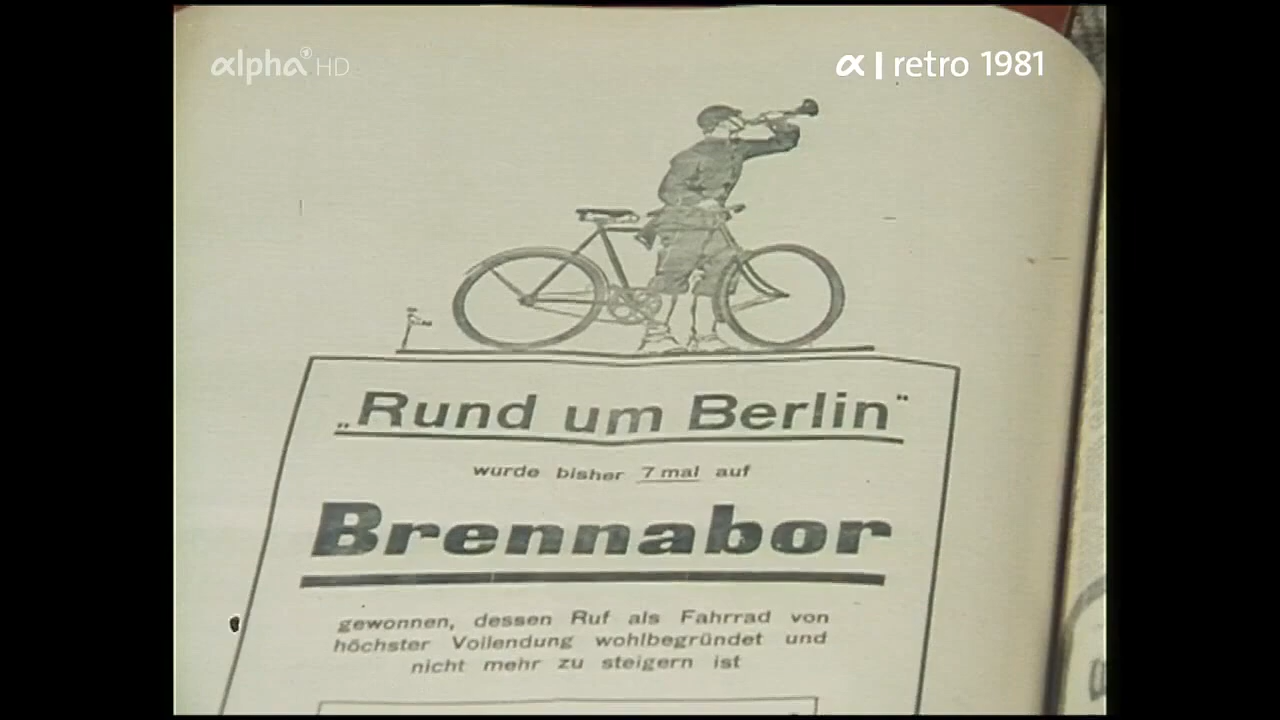 alpha HD
α | retro 1981
„Rund um Berlin“
wurde bisher 7 mal auf
Brennabor
gewonnen, dessen Ruf als Fahrrad von
höchster Vollendung wohlbegründet und
nicht mehr zu steigern ist